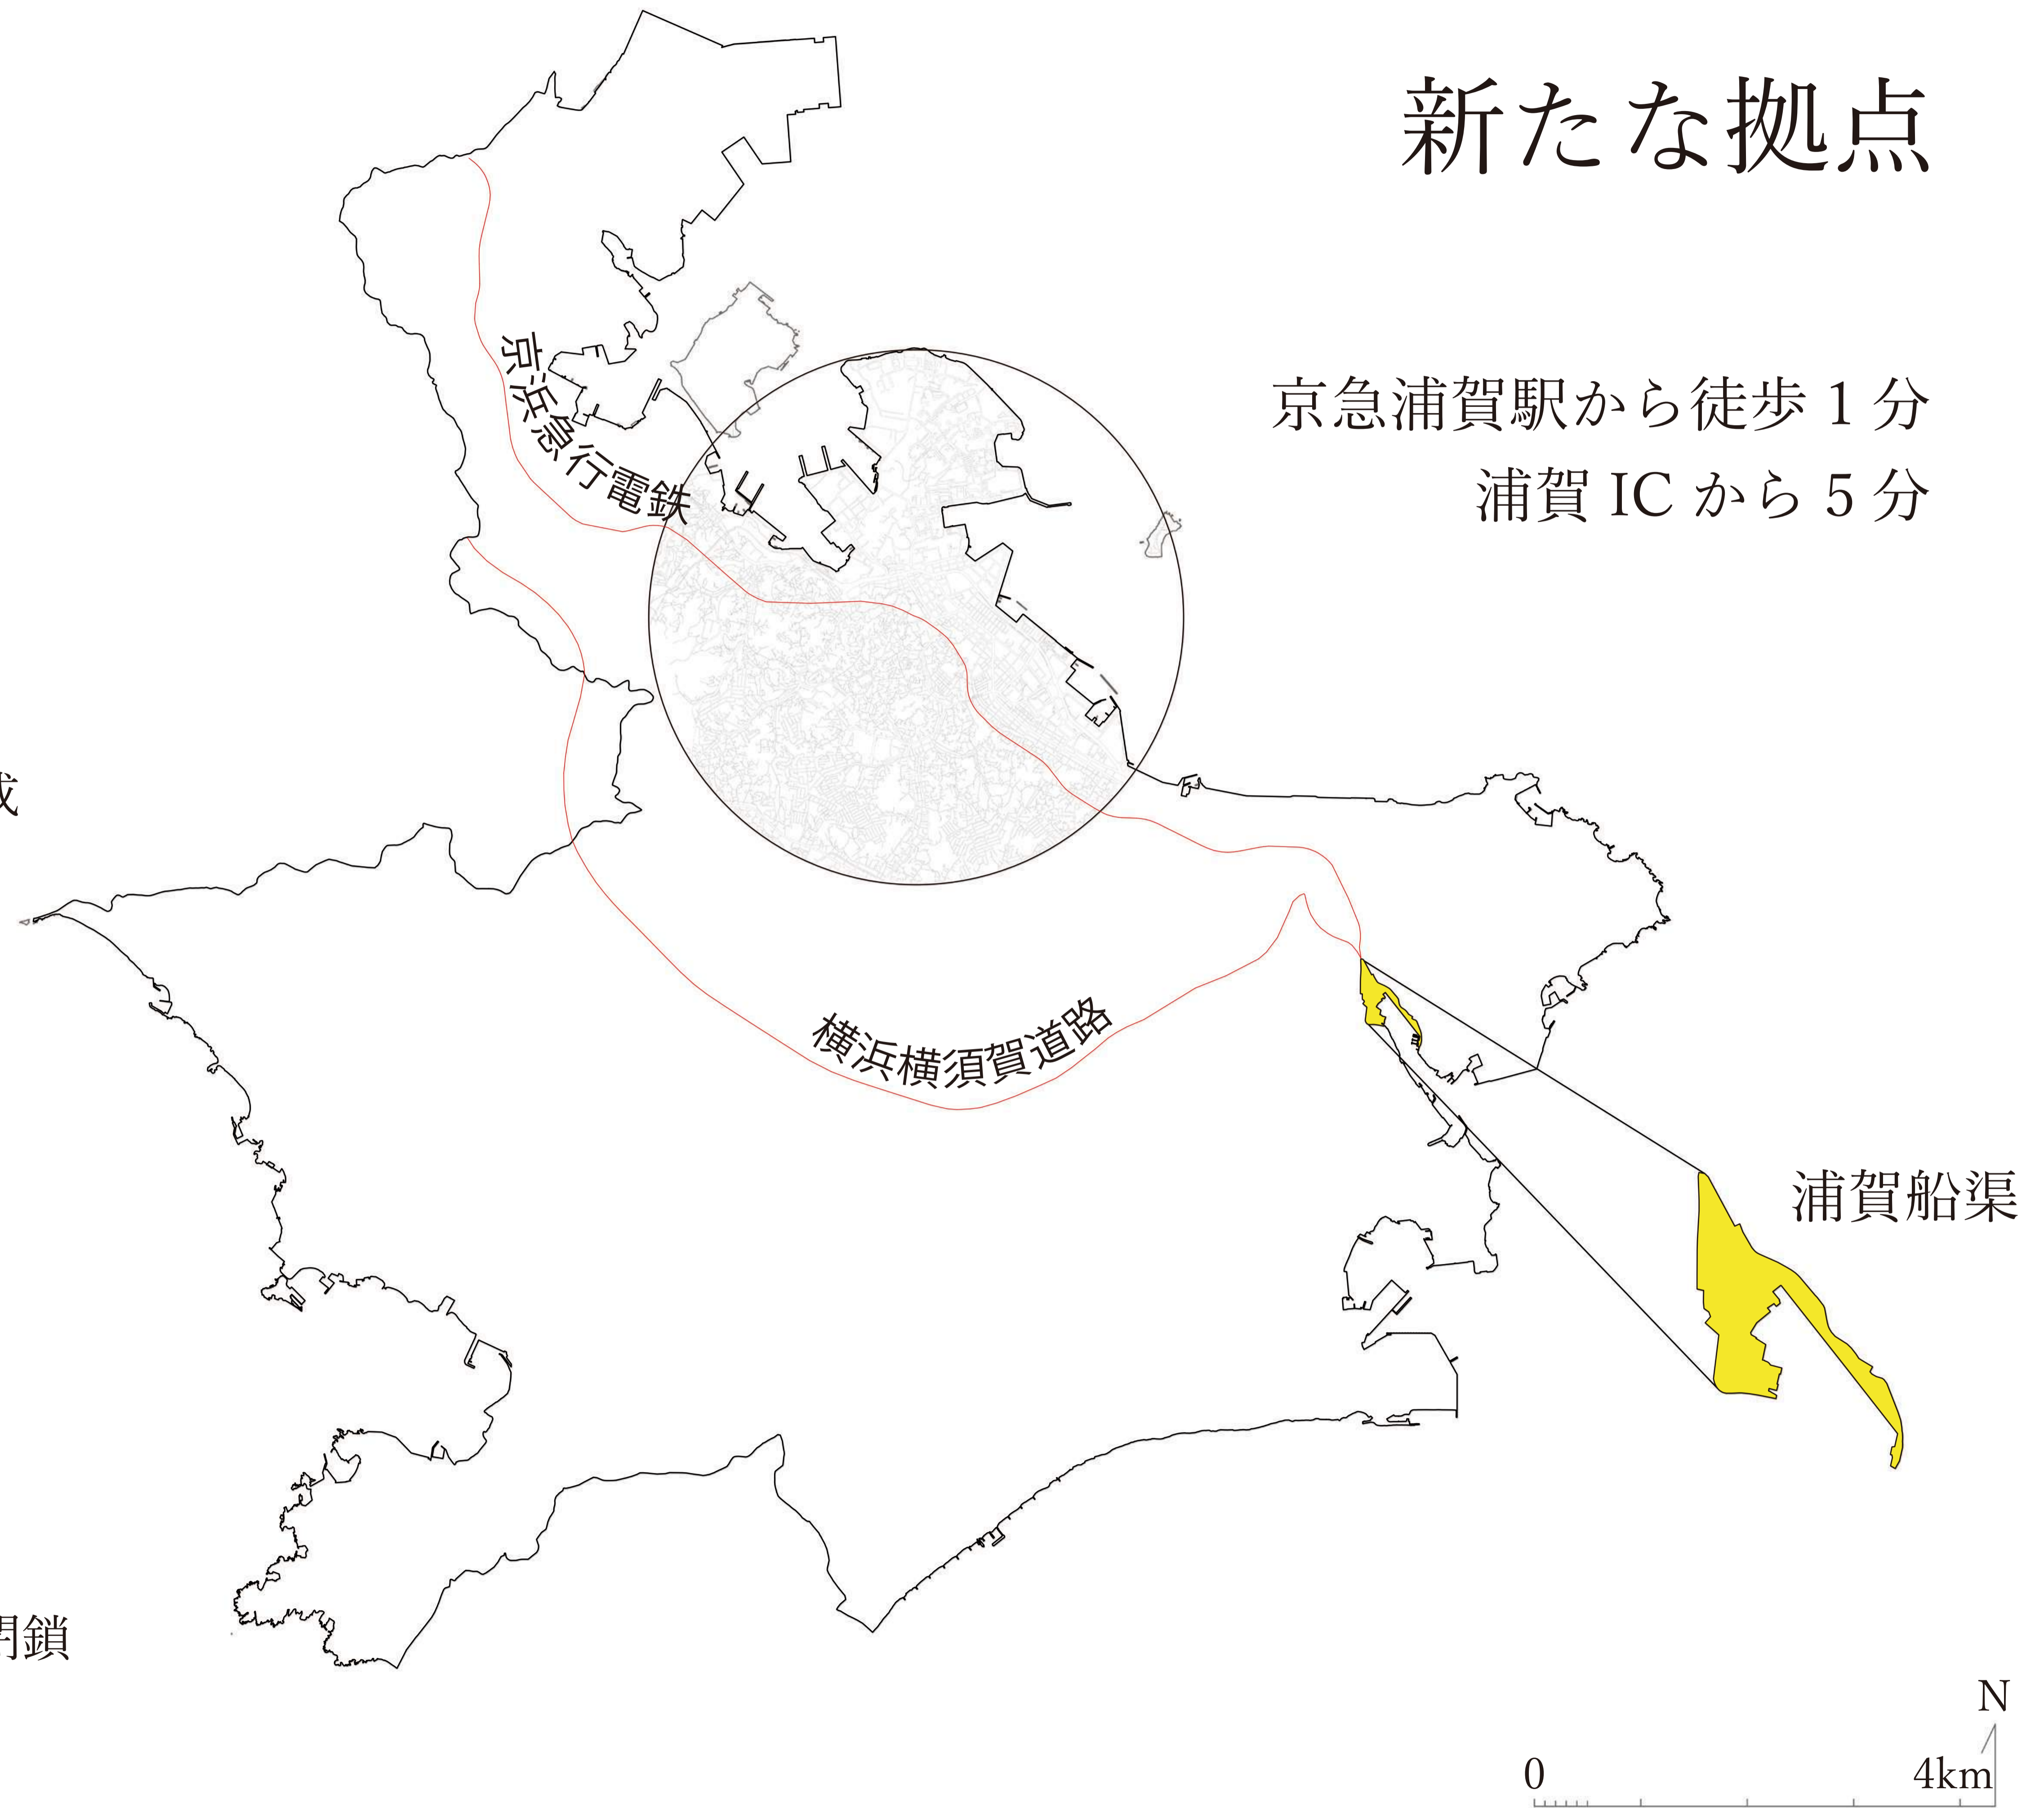 新たな拠点
京急浦賀駅から徒歩 1 分
浦賀 IC から 5 分
京浜急行電鉄
横浜横須賀道路
浦賀船渠
閉鎖
N
0
4km